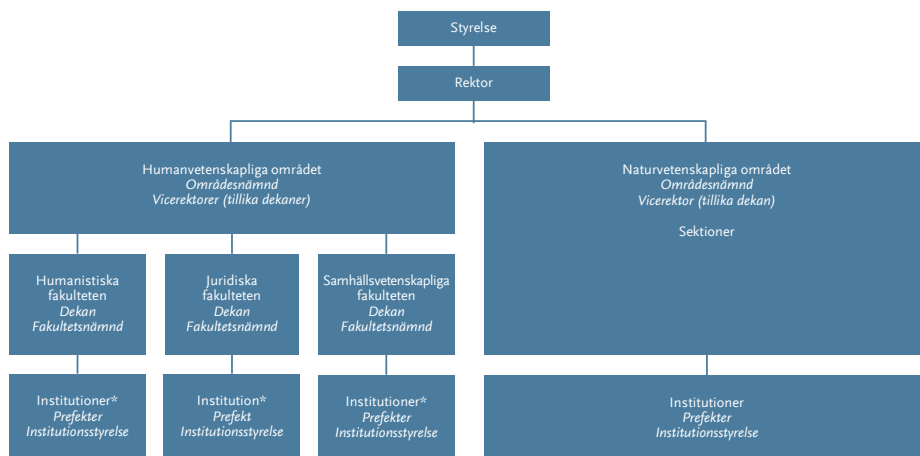 Styrelse
Rektor
Humanvetenskapliga området
Områdesnämnd
Vicerektorer (tillika dekaner)
Naturvetenskapliga området
Områdesnämnd
Vicerektor (tillika dekan)
Sektioner
Humanistiska
fakulteten
Dekan
Fakultetsnämnd
Juridiska
fakulteten
Dekan
Fakultetsnämnd
Samhällsvetenskapliga
fakulteten
Dekan
Fakultetsnämnd
Institutioner*
Prefekter
Institutionsstyrelse
Institution*
Prefekt
Institutionsstyrelse
Institutioner*
Prefekter
Institutionsstyrelse
Institutioner
Prefekter
Institutionsstyrelse